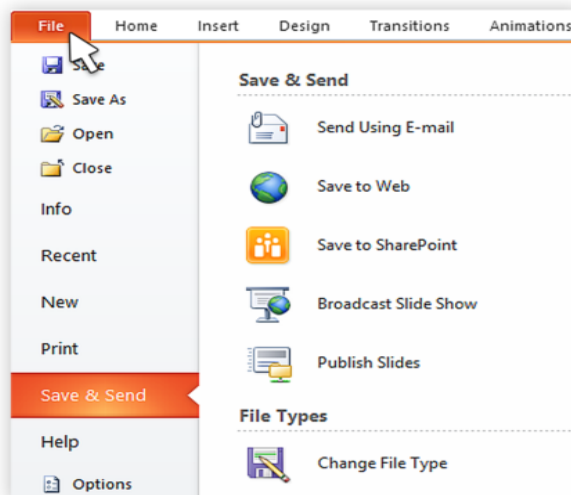 File Home Insert Design Transitions Animations
Save
Save As
Open
Close
Info
Recent
New
Print
Save & Send
Help
Options
Save & Send
Send Using E-mail
Save to Web
Save to SharePoint
Broadcast Slide Show
Publish Slides
File Types
Change File Type